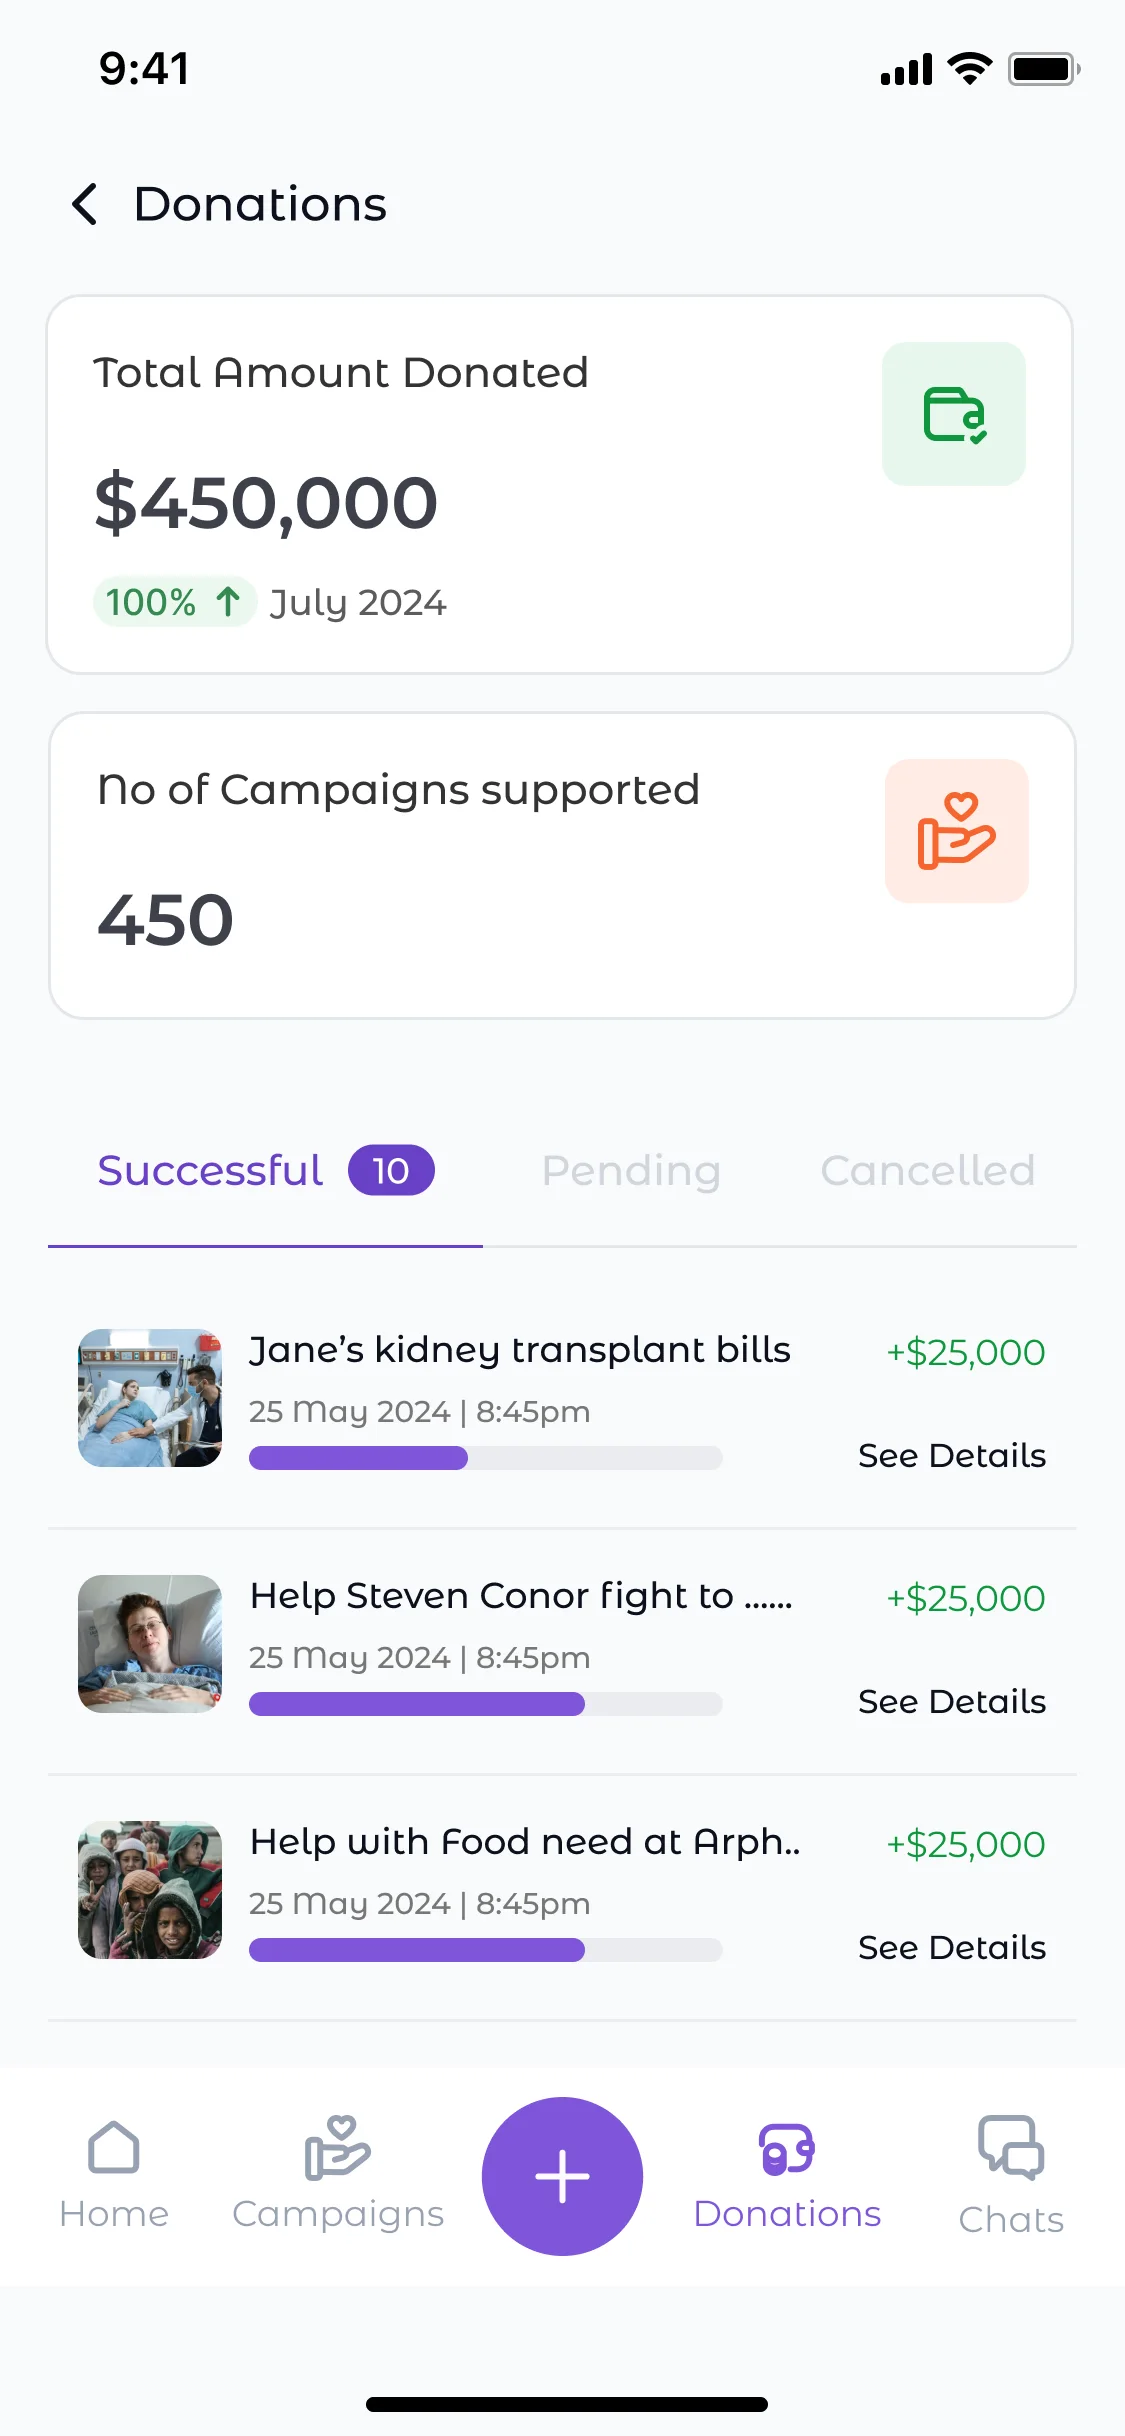 9:41
Donations
Total Amount Donated
$450,000
100% ↑ July 2024
No of Campaigns supported
450
Successful 10 Pending Cancelled
Jane’s kidney transplant bills +$25,000
25 May 2024 | 8:45pm
See Details
Help Steven Conor fight to ...... +$25,000
25 May 2024 | 8:45pm
See Details
Help with Food need at Arph.. +$25,000
25 May 2024 | 8:45pm
See Details
Home Campaigns Donations Chats